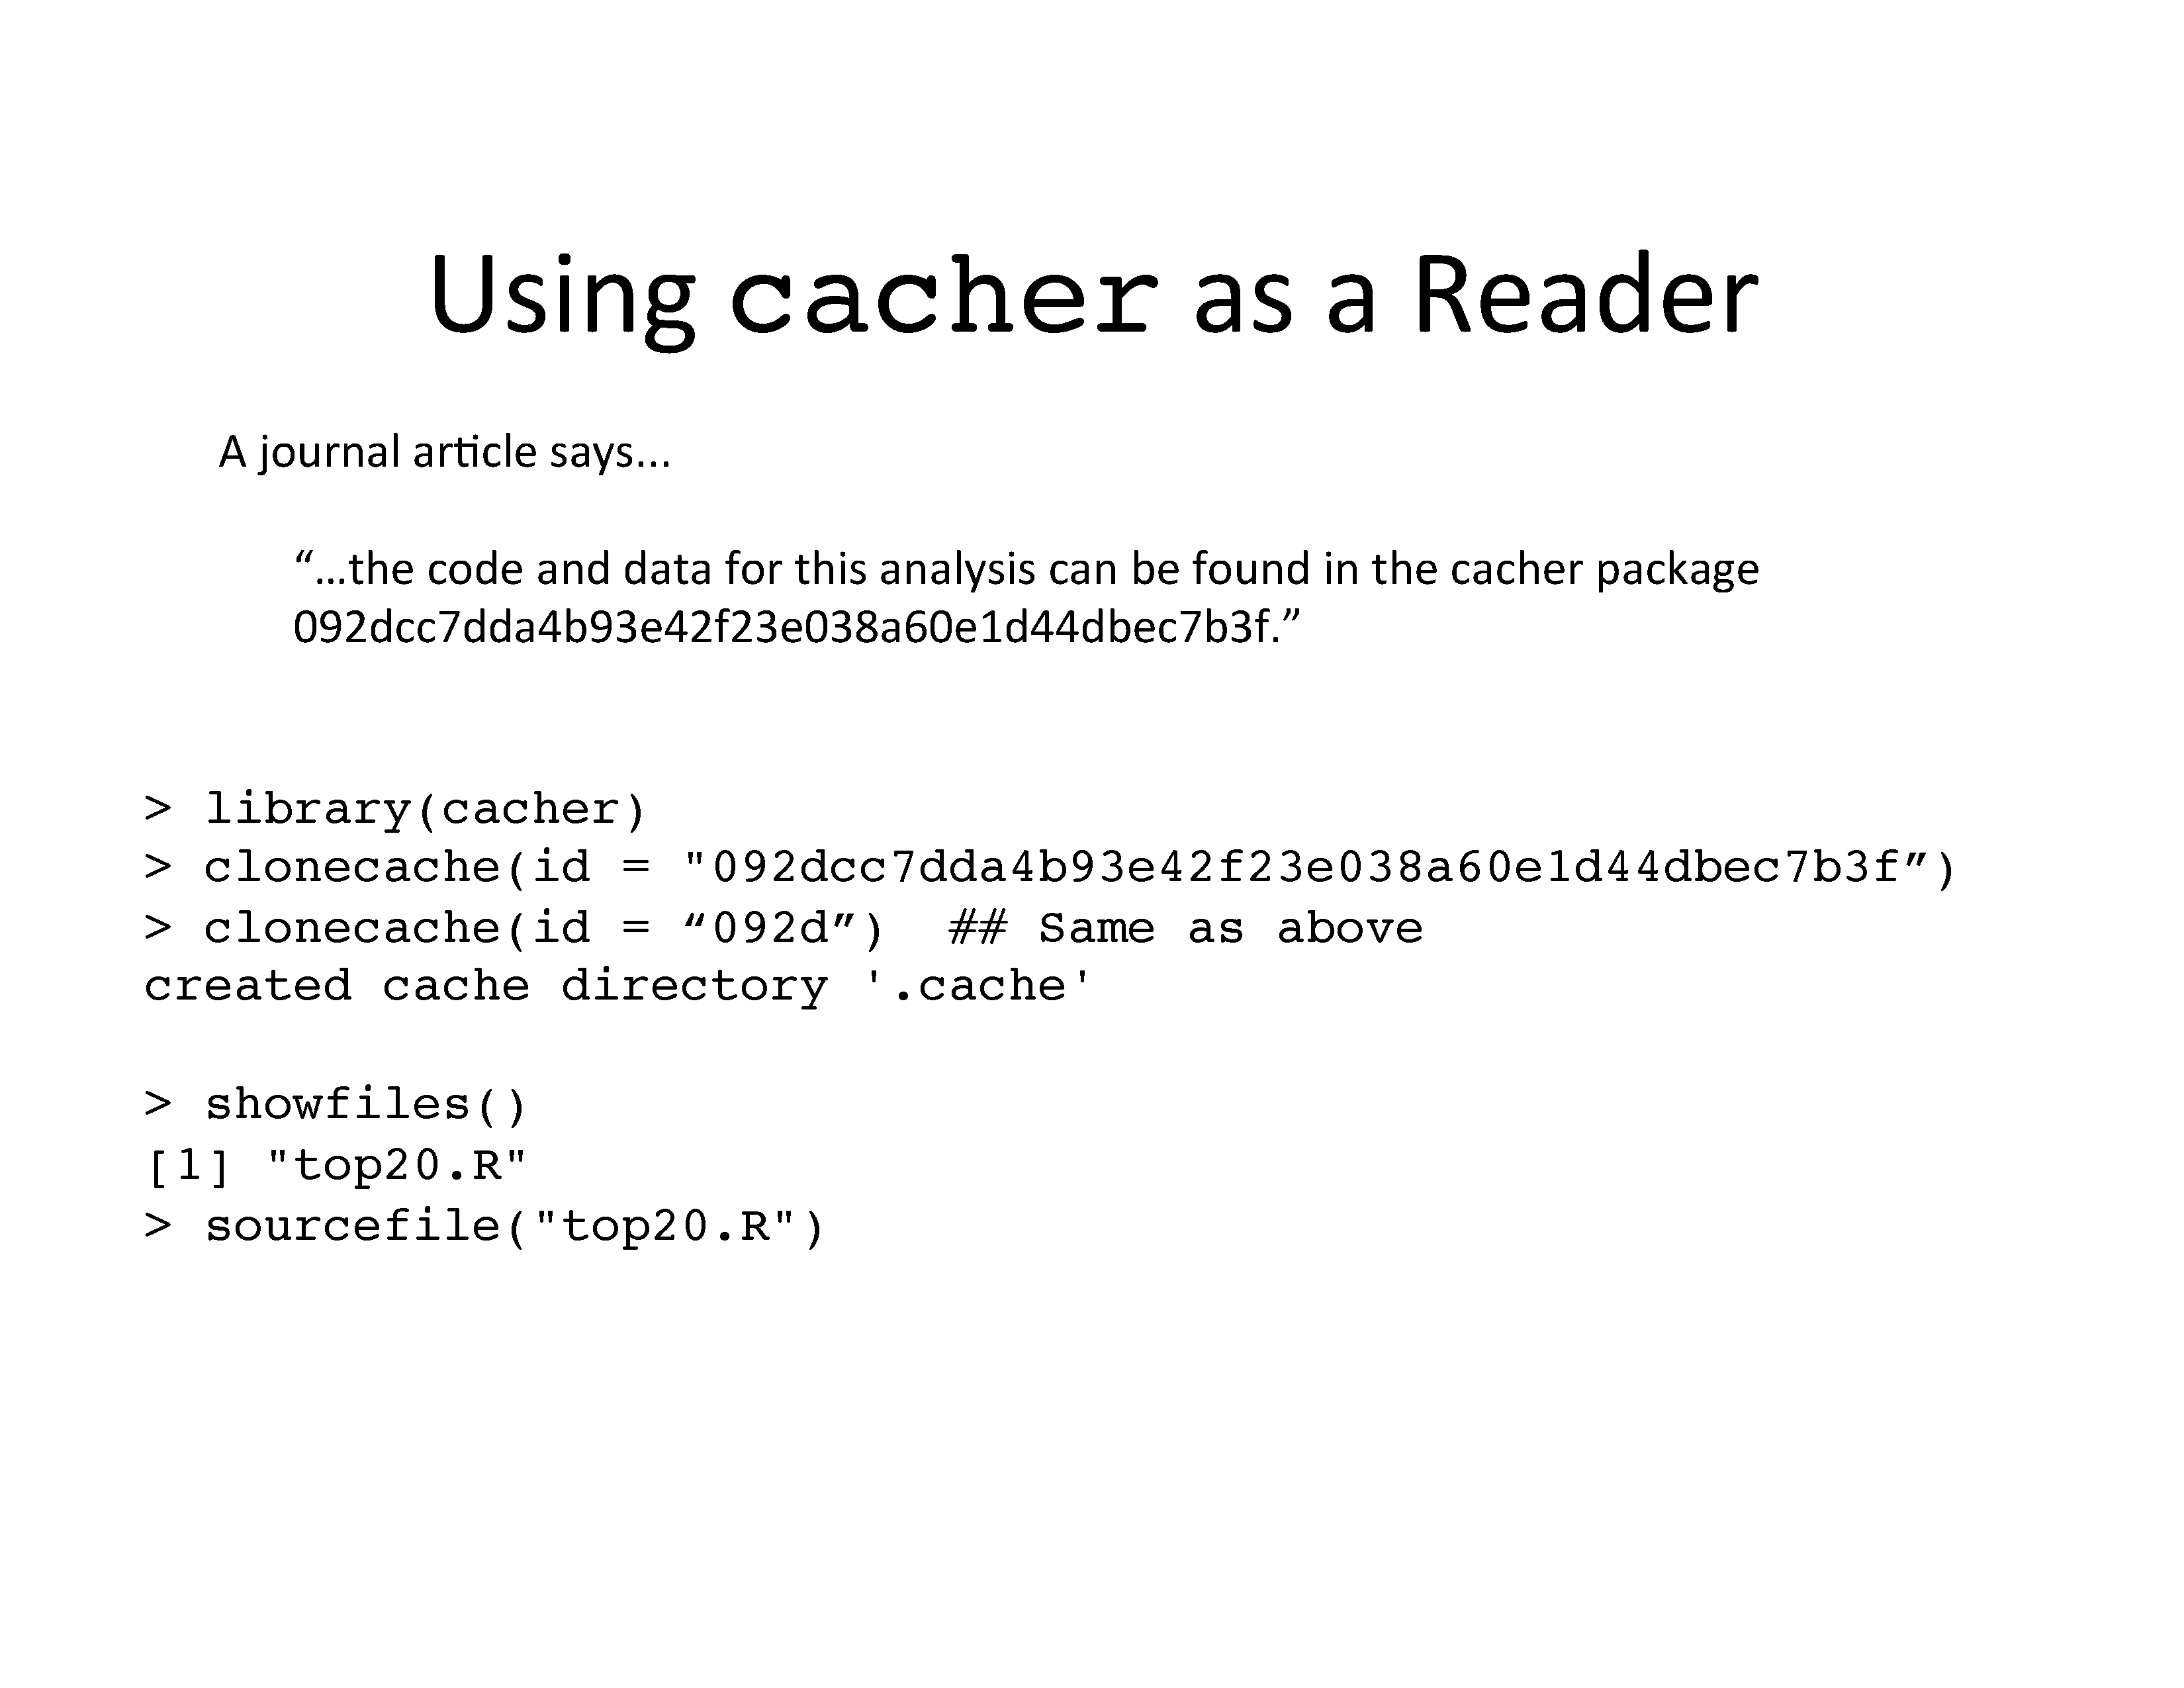 Using cacher as a Reader
A journal article says...
“...the code and data for this analysis can be found in the cacher package
092dcc7dda4b93e42f23e038a60e1d44dbec7b3f.”
> library(cacher)
> clonecache(id = "092dcc7dda4b93e42f23e038a60e1d44dbec7b3f”)
> clonecache(id = “092d”)  ## Same as above
created cache directory '.cache'
> showfiles()
[1] "top20.R"
> sourcefile("top20.R")